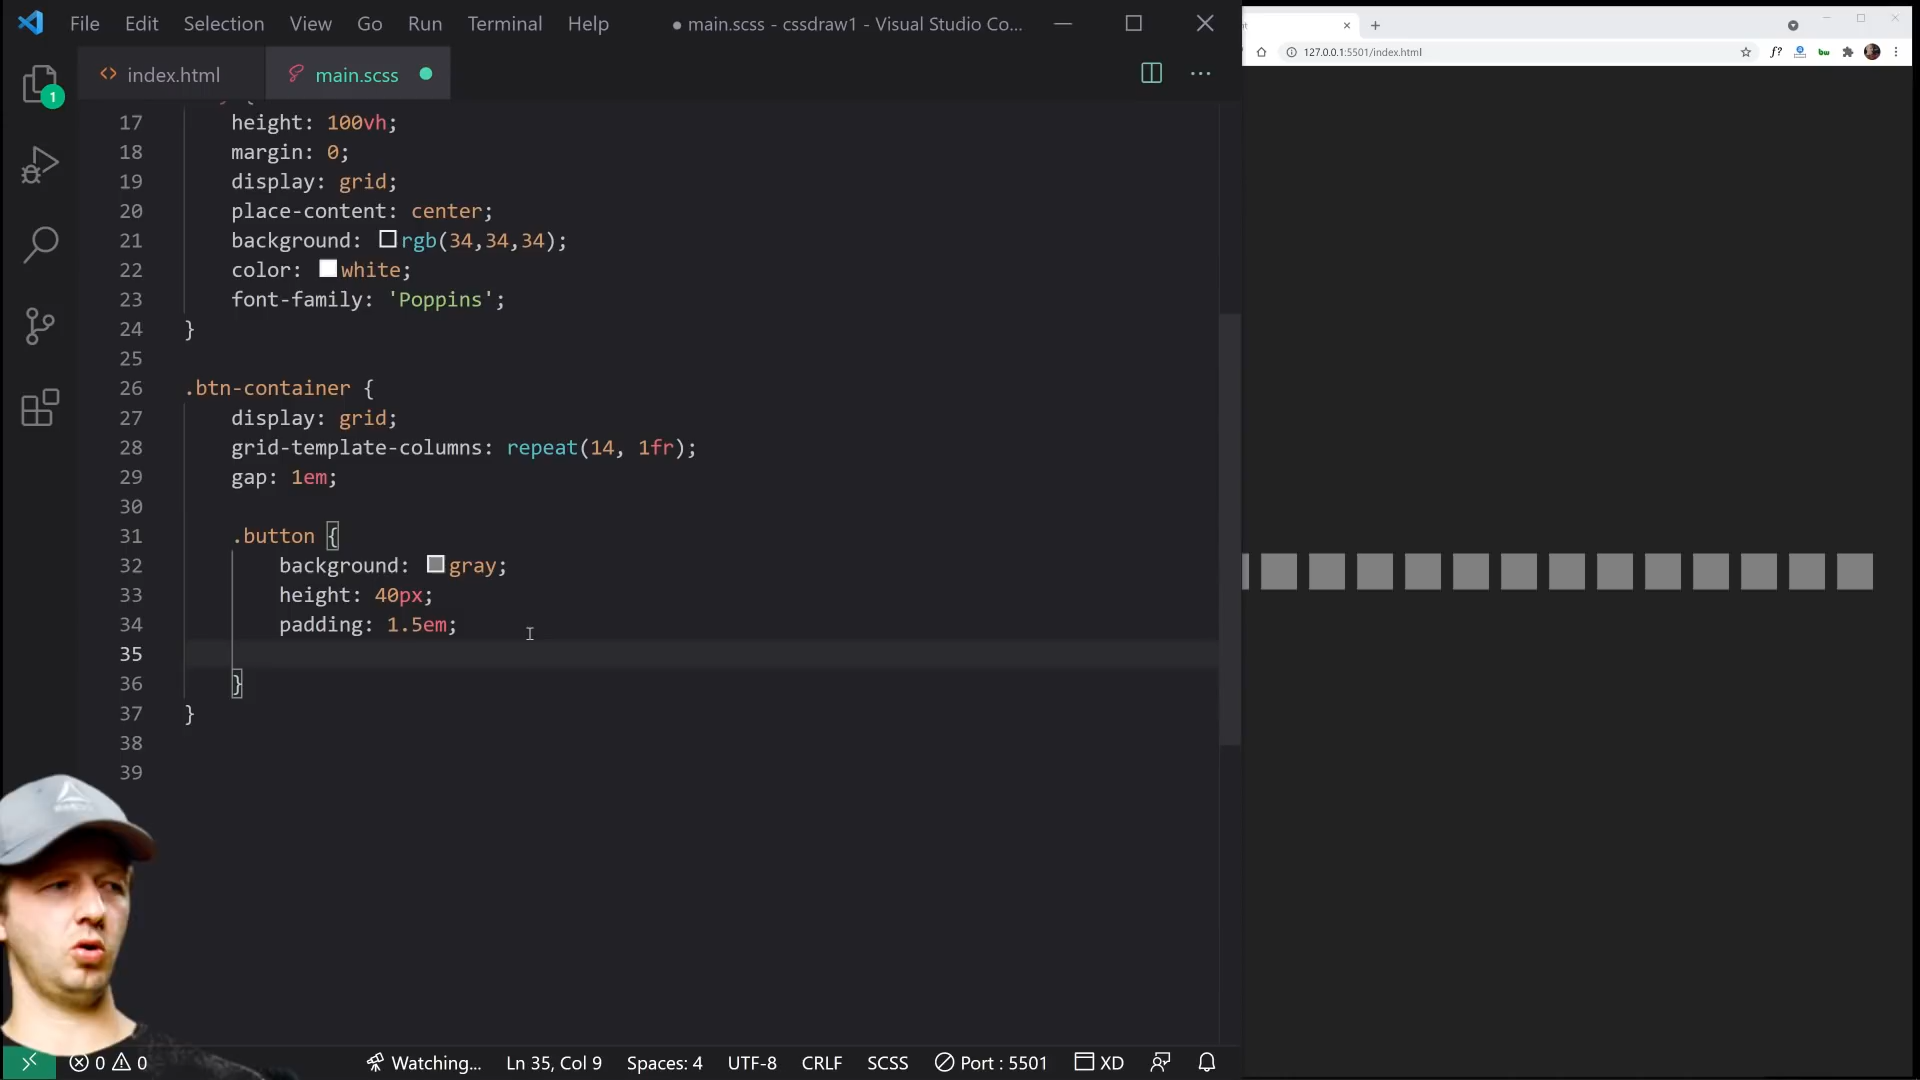 File Edit Selection View Go Run Terminal Help ● main.scss - cssdraw1 - Visual Studio Co...
index.html main.scss
127.0.0.1:5501/index.html
1
17 height: 100vh;
18 margin: 0;
19 display: grid;
20 place-content: center;
21 background: rgb(34,34,34);
22 color: white;
23 font-family: 'Poppins';
24 }
25
26 .btn-container {
27 display: grid;
28 grid-template-columns: repeat(14, 1fr);
29 gap: 1em;
30
31 .button {
32 background: gray;
33 height: 40px;
34 padding: 1.5em;
35
36 }
37 }
38
39
0 0 Watching... Ln 35, Col 9 Spaces: 4 UTF-8 CRLF SCSS Port : 5501 XD